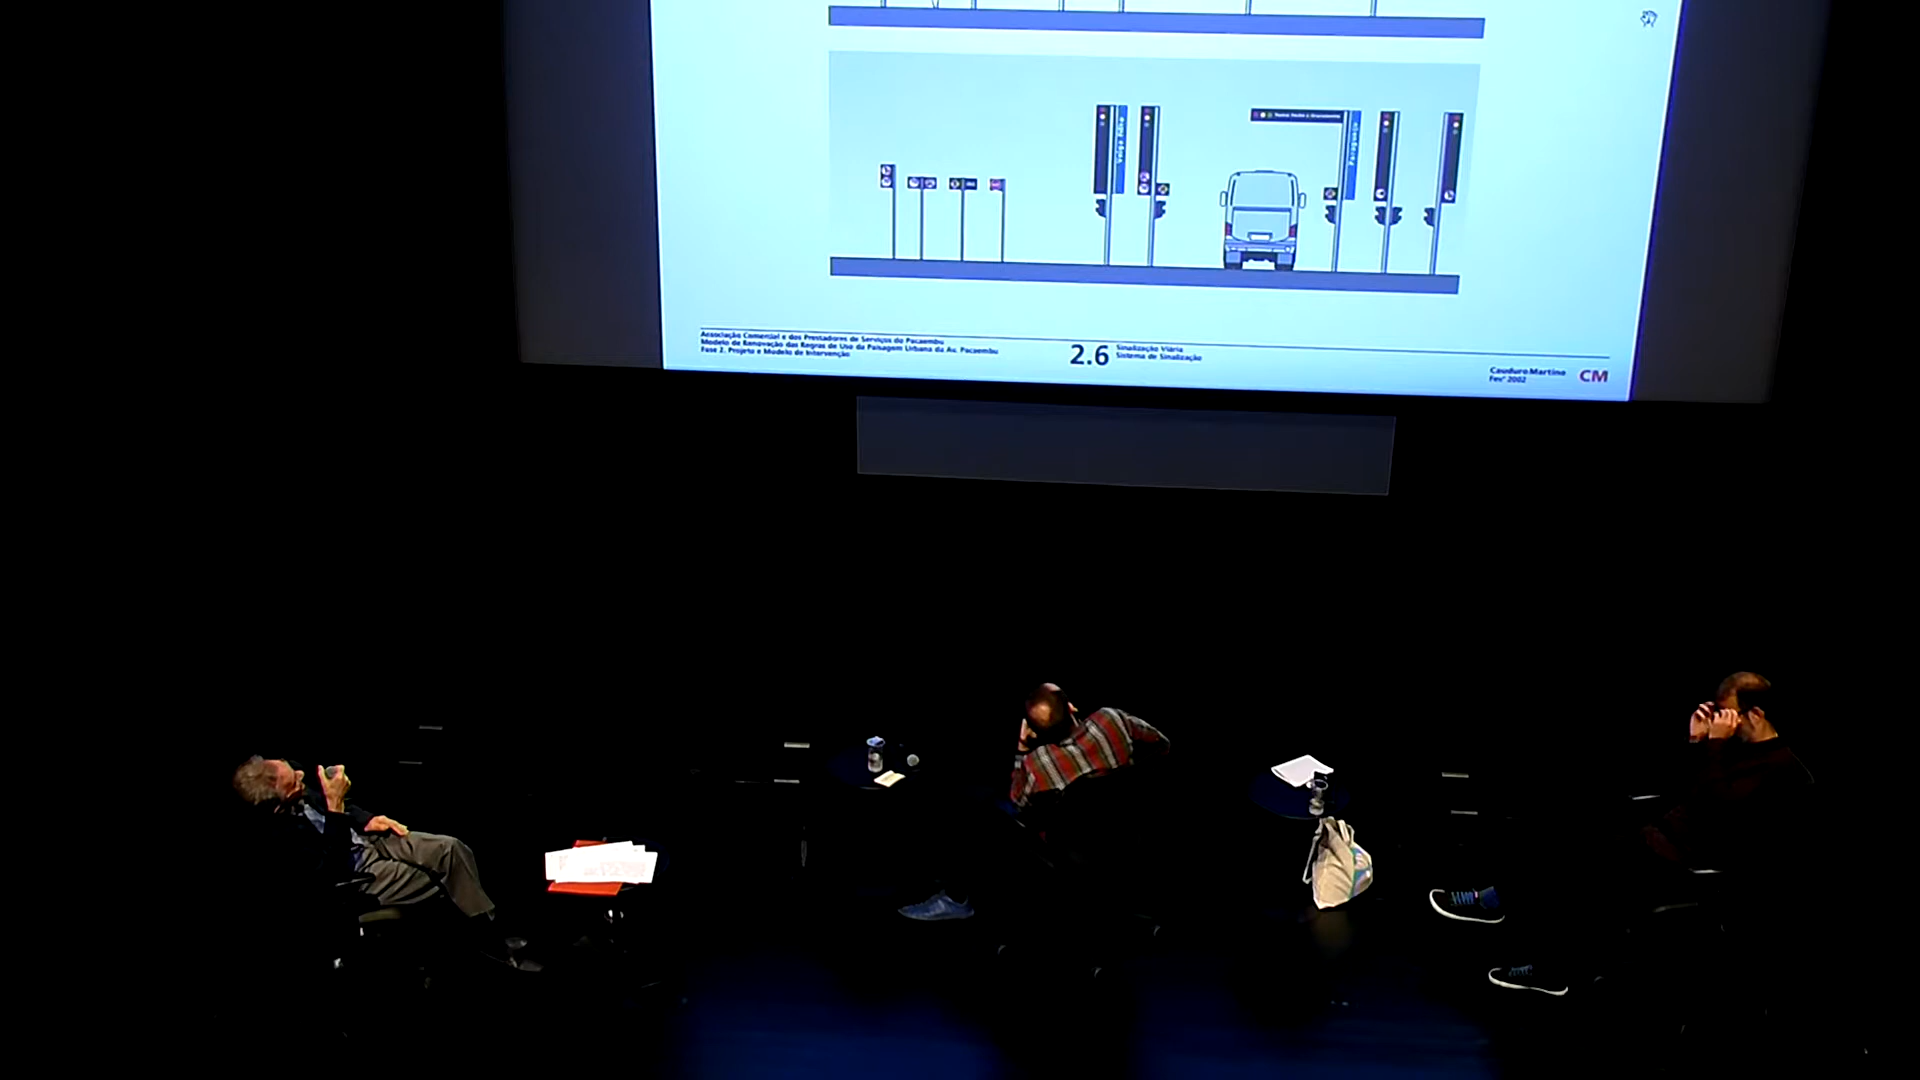 Associação Comercial e dos Prestadores de Serviços do Pacaembu
Modelo de Renovação das Regras de Uso da Paisagem Urbana da Av. Pacaembu
Fase 2. Projeto e Modelo de Intervenção
2.6
Sinalização Viária
Sistema de Sinalização
Cauduro Martino
Fev° 2002
CM